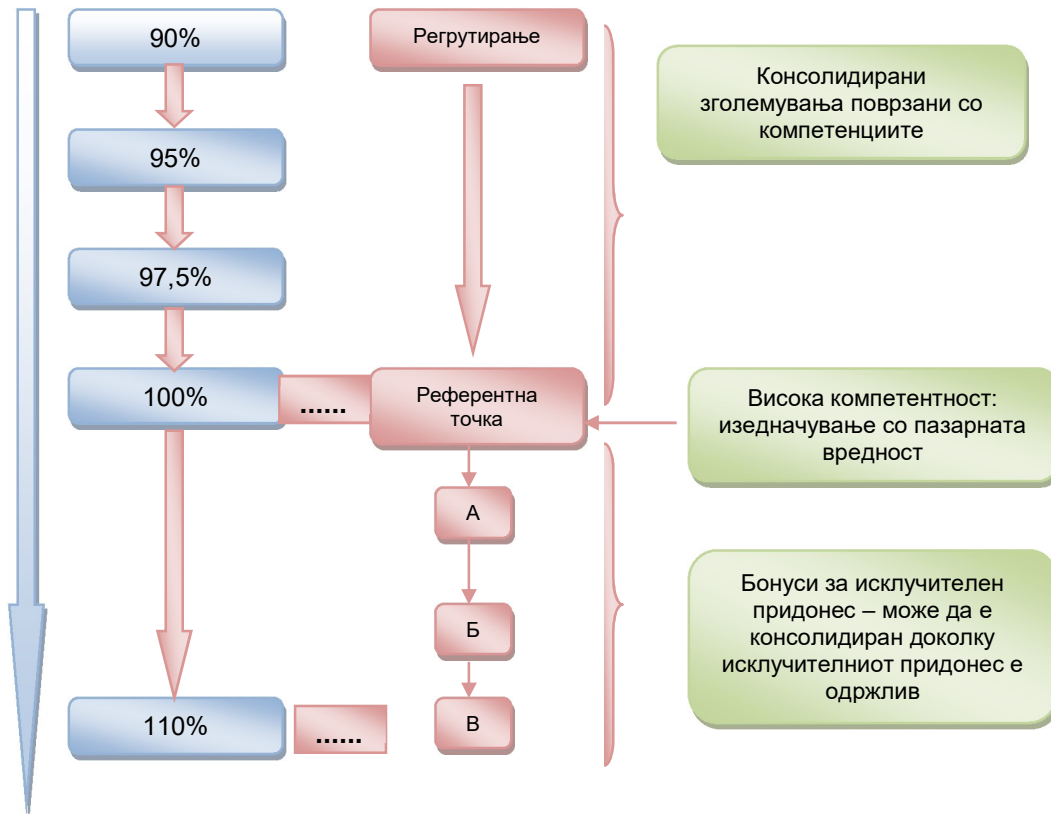 90%
Регрутирање
Консолидирани
зголемувања поврзани со
компетенциите
95%
97,5%
100%
......
Референтна
точка
Висока компетентност:
изедначување со пазарната
вредност
А
Б
Бонуси за исклучителен
придонес – може да е
консолидиран доколку
исклучителниот придонес е
одржлив
110%
......
В